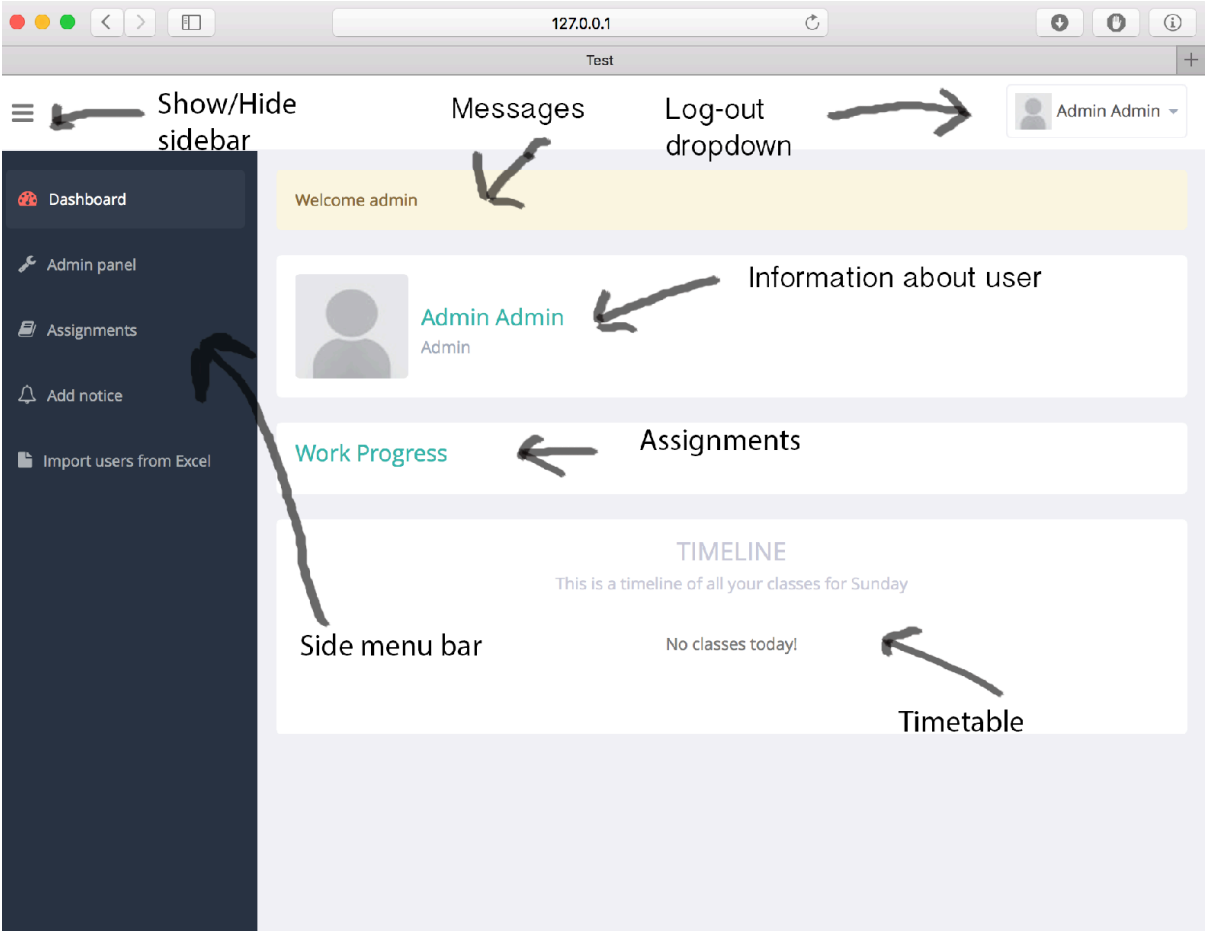 127.0.0.1
Test
Show/Hide
sidebar
Messages
Log-out
dropdown
Admin Admin
Dashboard
Admin panel
Assignments
Add notice
Import users from Excel
Welcome admin
Information about user
Admin Admin
Admin
Work Progress
Assignments
TIMELINE
This is a timeline of all your classes for Sunday
No classes today!
Side menu bar
Timetable